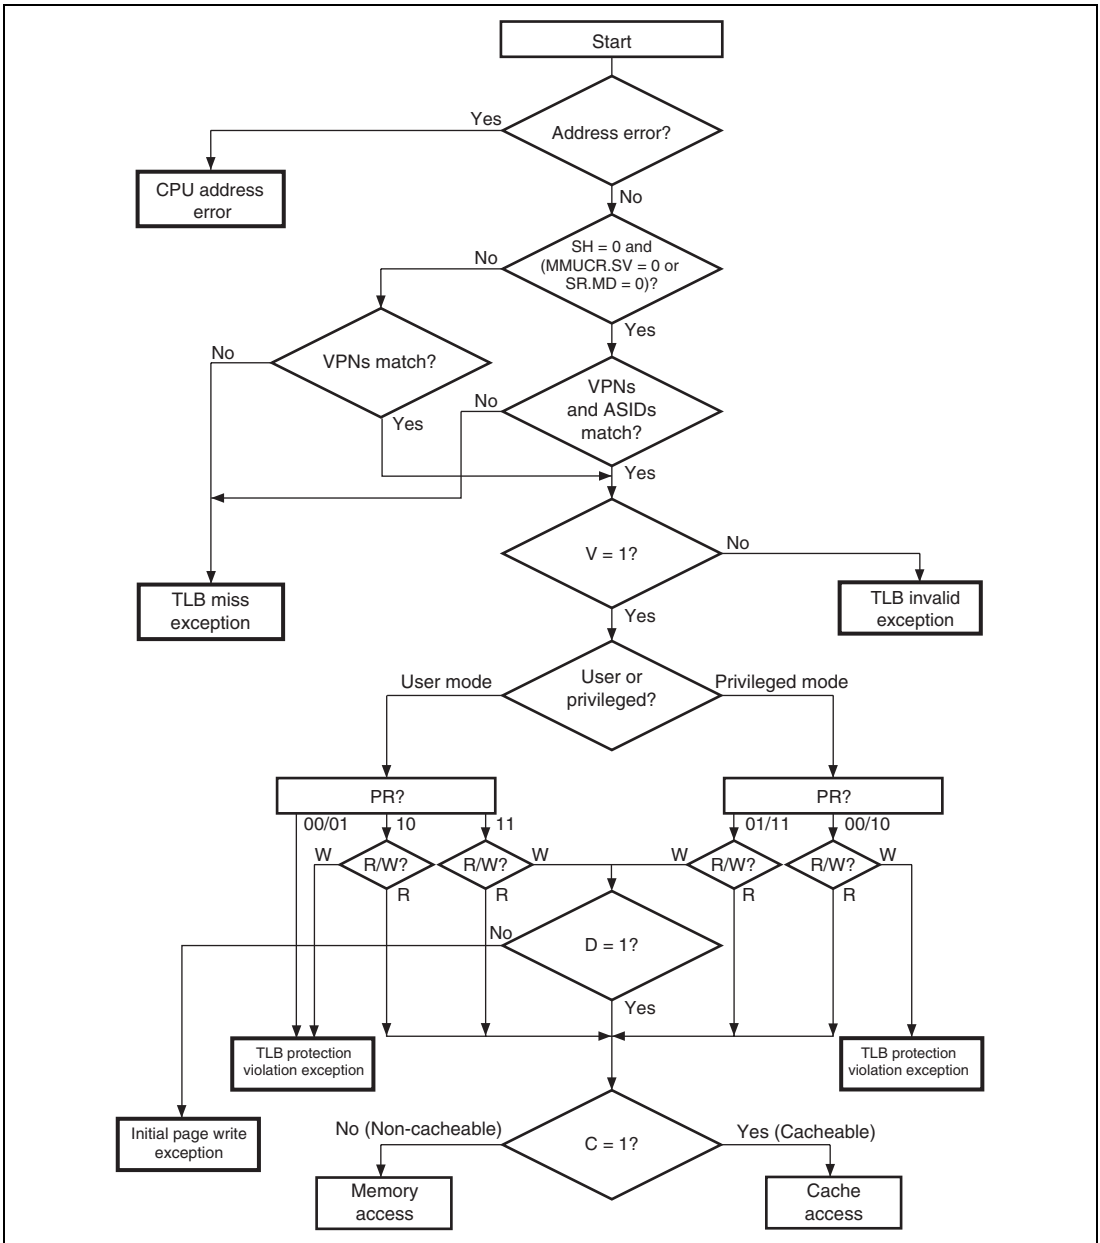 Start
Yes
Address error?
CPU address
error
No
SH = 0 and
(MMUCR.SV = 0 or
SR.MD = 0)?
No
Yes
VPNs match?
No
Yes
VPNs
and ASIDs
match?
No
Yes
V = 1?
No
TLB miss
exception
TLB invalid
exception
Yes
User mode
User or
privileged?
Privileged mode
PR?
PR?
00/01
10
11
01/11
00/10
W
R/W?
R/W?
W
W
R/W?
R/W?
W
R
R
R
R
No
D = 1?
Yes
TLB protection
violation exception
TLB protection
violation exception
Initial page write
exception
No (Non-cacheable)
C = 1?
Yes (Cacheable)
Memory
access
Cache
access